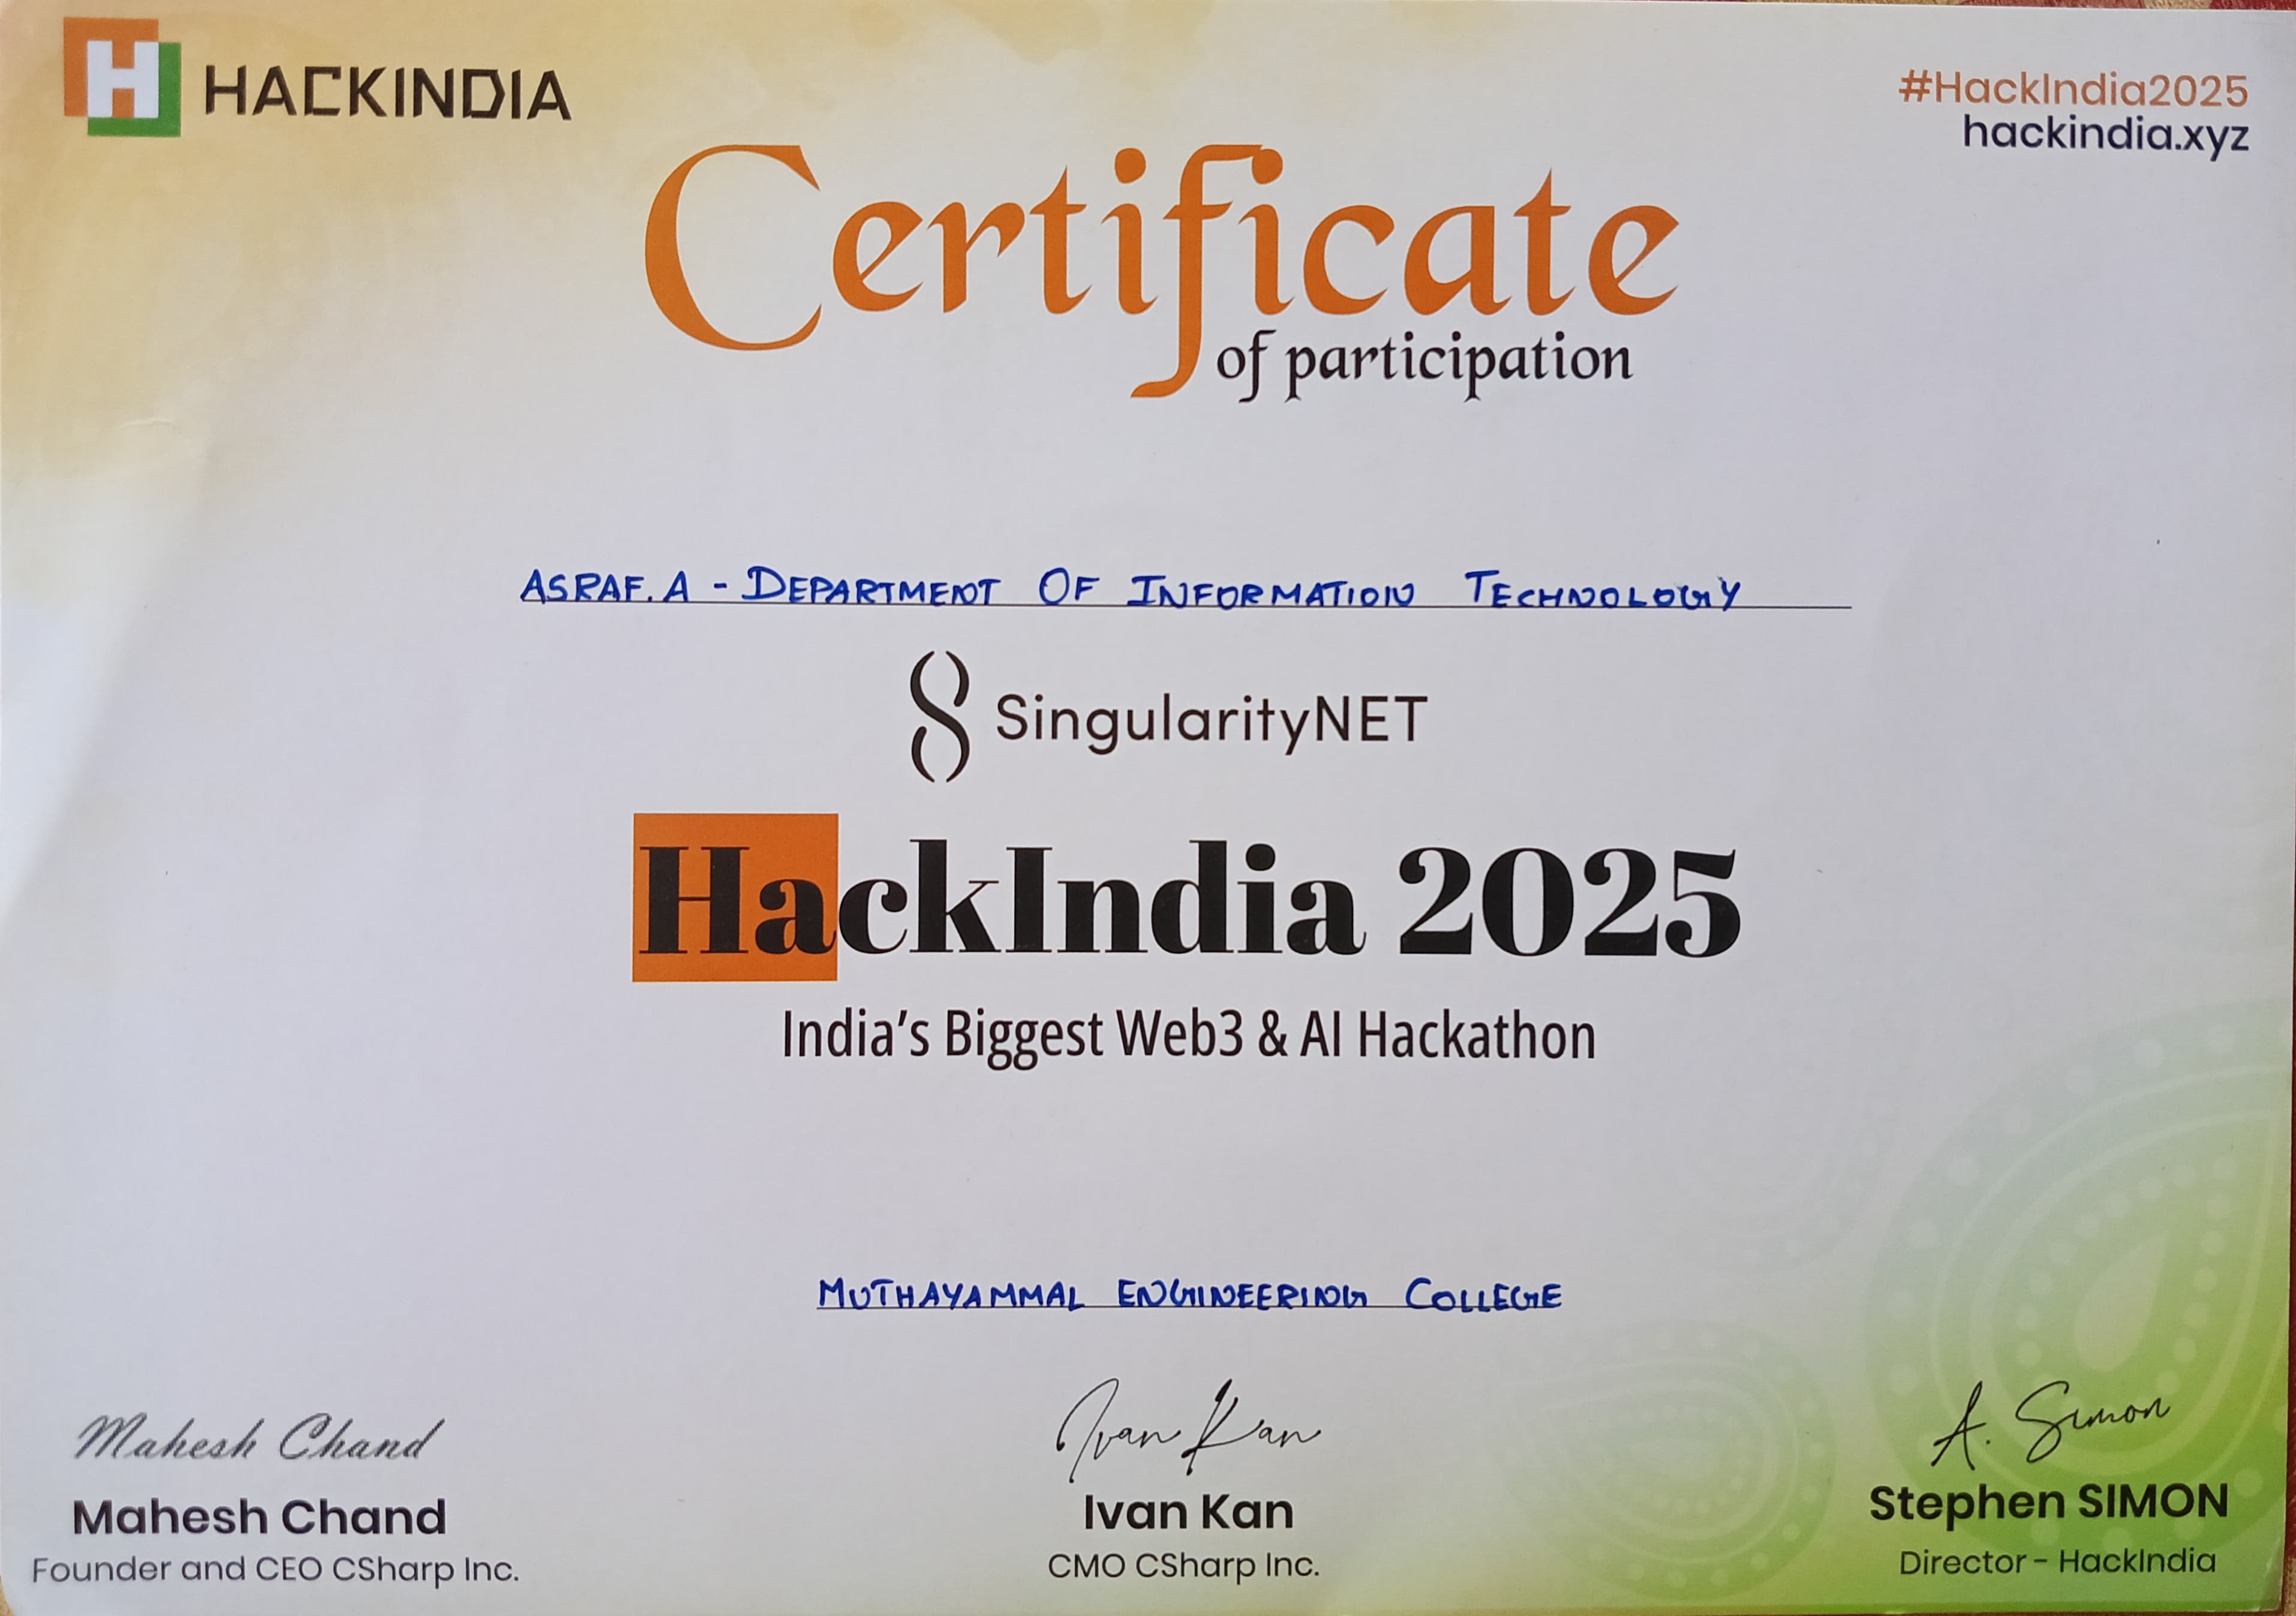 HACKINDIA
#HackIndia2025
hackindia.xyz
Certificate
of participation
ASRAF.A - DEPARTMENT OF INFORMATION TECHNOLOGY
SingularityNET
HackIndia 2025
India's Biggest Web3 & AI Hackathon
MUTHAYAMMAL ENGINEERING COLLEGE
Mahesh Chand
Ivan Kan
A. Simon
Mahesh Chand
Ivan Kan
Stephen SIMON
Founder and CEO CSharp Inc.
CMO CSharp Inc.
Director - HackIndia